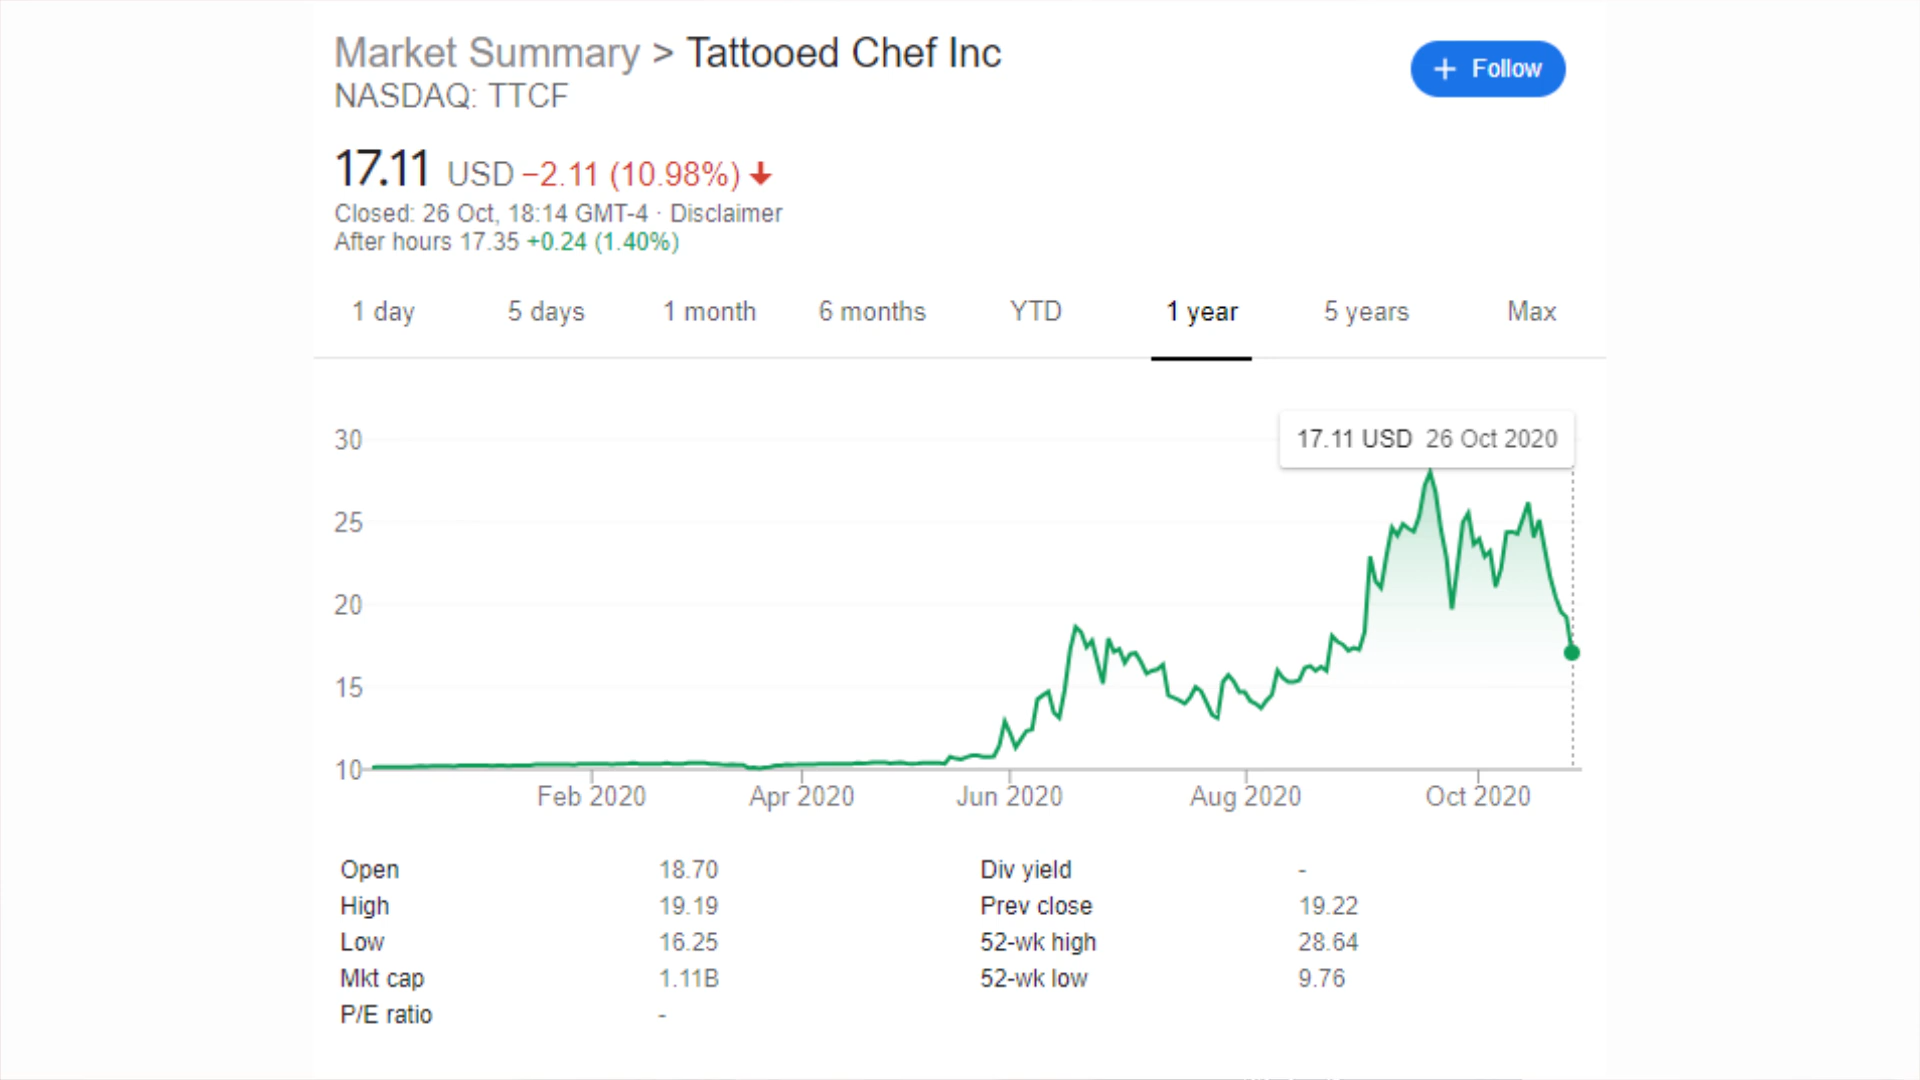 Market Summary > Tattooed Chef Inc
NASDAQ: TTCF
+ Follow
17.11 USD −2.11 (10.98%)
Closed: 26 Oct, 18:14 GMT-4 · Disclaimer
After hours 17.35 +0.24 (1.40%)
1 day 5 days 1 month 6 months YTD 1 year 5 years Max
17.11 USD 26 Oct 2020
30
25
20
15
10
Feb 2020 Apr 2020 Jun 2020 Aug 2020 Oct 2020
Open 18.70 Div yield -
High 19.19 Prev close 19.22
Low 16.25 52-wk high 28.64
Mkt cap 1.11B 52-wk low 9.76
P/E ratio -